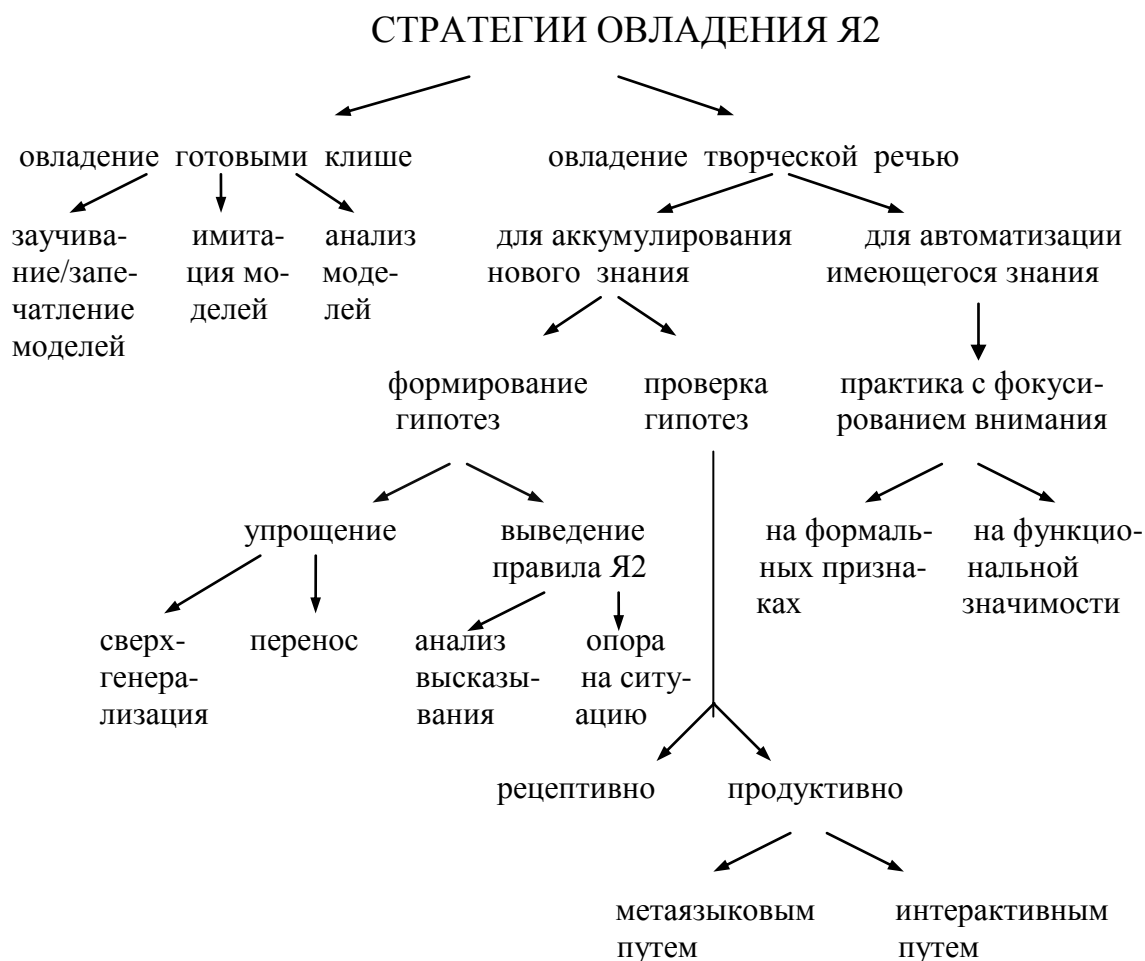 СТРАТЕГИИ ОВЛАДЕНИЯ Я2
овладение готовыми клише
овладение творческой речью
заучива-
ние/запе-
чатление
моделей
имита-
ция мо-
делей
анализ
моде-
лей
для аккумулирования
нового знания
для автоматизации
имеющегося знания
формирование
гипотез
проверка
гипотез
практика с фокуси-
рованием внимания
упрощение
выведение
правила Я2
на формаль-
ных призна-
ках
на функцио-
нальной
значимости
сверх-
генера-
лизация
перенос
анализ
высказы-
вания
опора
на ситу-
ацию
рецептивно
продуктивно
метаязыковым
путем
интерактивным
путем